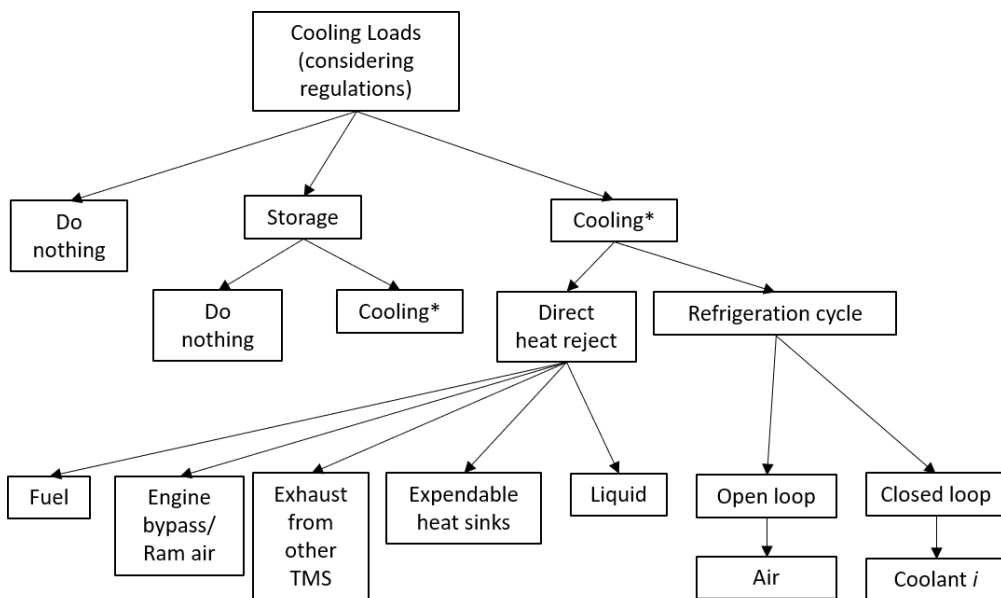 Cooling Loads
(considering
regulations)
Do
nothing
Storage
Cooling*
Do
nothing
Cooling*
Direct
heat reject
Refrigeration cycle
Fuel
Engine
bypass/
Ram air
Exhaust
from
other
TMS
Expendable
heat sinks
Liquid
Open loop
Closed loop
Air
Coolant i